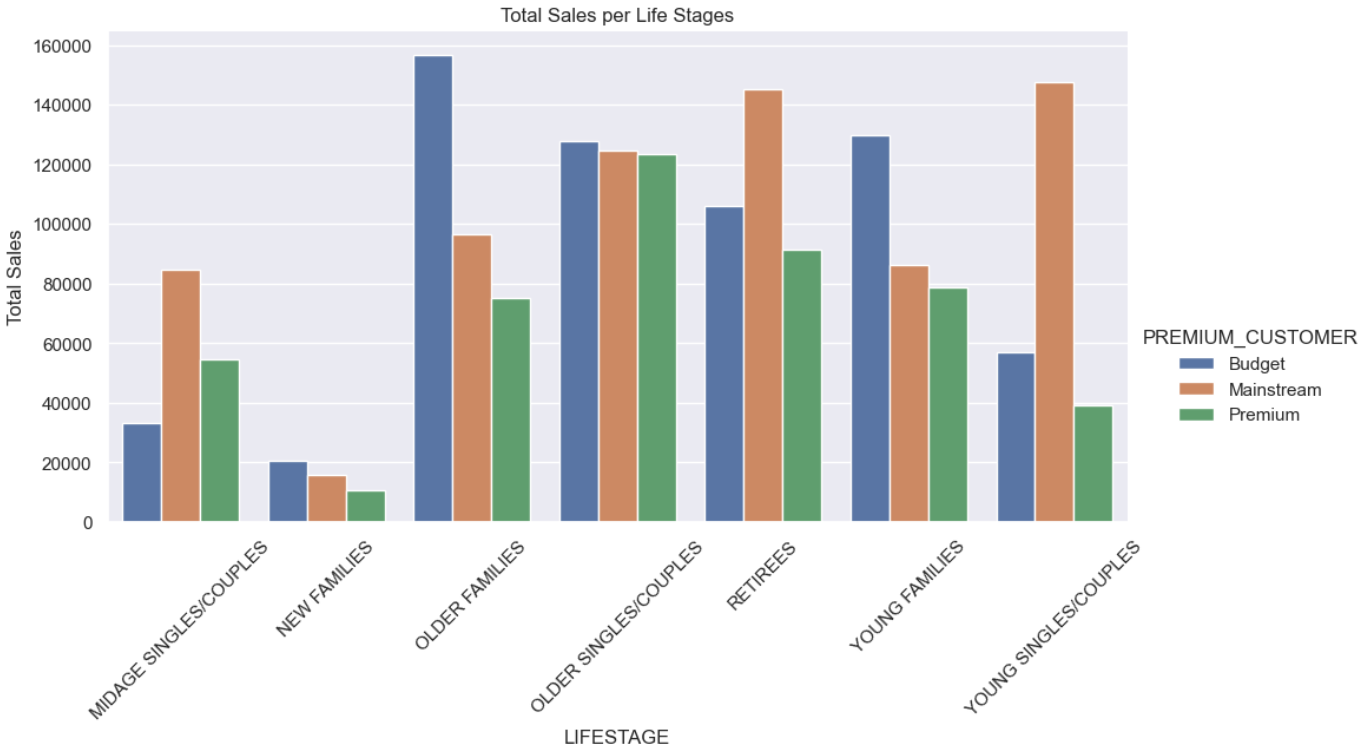 Total Sales per Life Stages
160000
140000
120000
100000
80000
60000
40000
20000
0
Total Sales
MIDAGE SINGLES/COUPLES
NEW FAMILIES
OLDER FAMILIES
OLDER SINGLES/COUPLES
RETIREES
YOUNG FAMILIES
YOUNG SINGLES/COUPLES
LIFESTAGE
PREMIUM_CUSTOMER
Budget
Mainstream
Premium